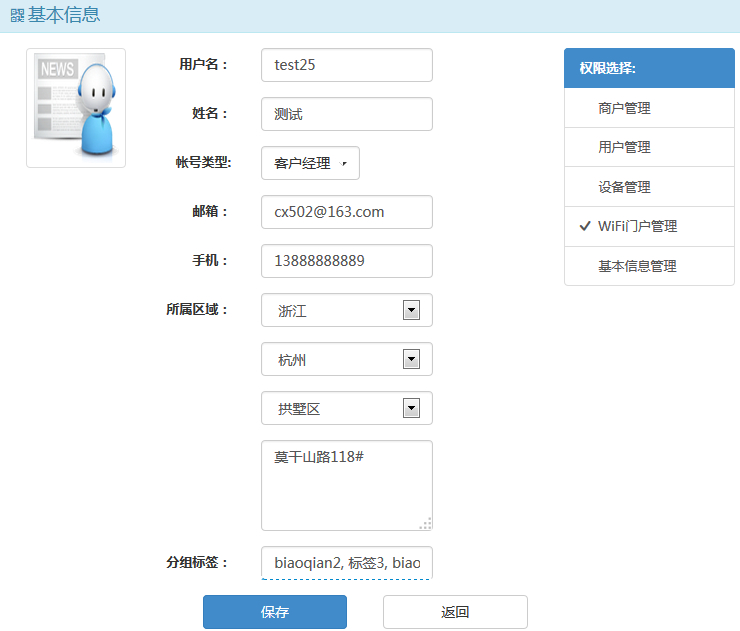 基本信息
NEWS
用户名：
test25
姓名：
测试
帐号类型:
客户经理
邮箱：
cx502@163.com
手机：
13888888889
所属区域：
浙江
杭州
拱墅区
莫干山路118#
分组标签：
biaoqian2, 标签3, biao
保存
返回
权限选择:
商户管理
用户管理
设备管理
WiFi门户管理
基本信息管理